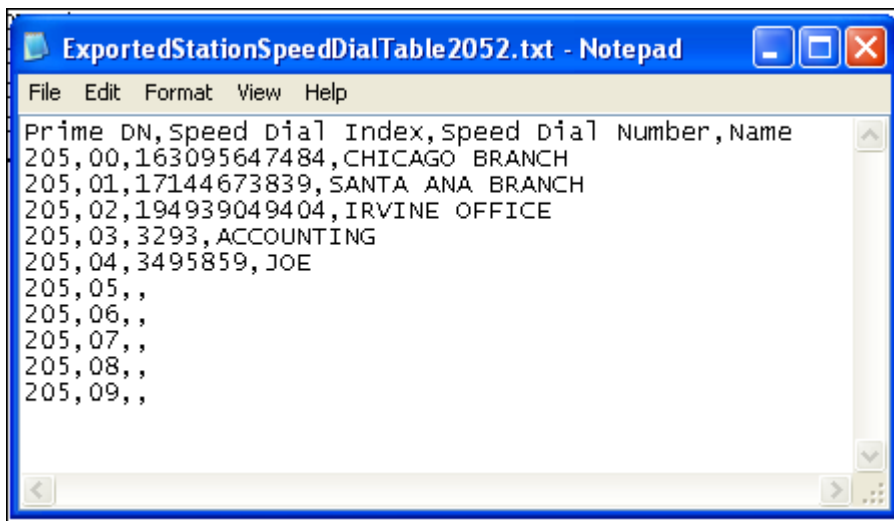 ExportedStationSpeedDialTable2052.txt - Notepad
File Edit Format View Help
Prime DN,Speed Dial Index,Speed Dial Number,Name
205,00,163095647484,CHICAGO BRANCH
205,01,17144673839,SANTA ANA BRANCH
205,02,194939049404,IRVINE OFFICE
205,03,3293,ACCOUNTING
205,04,3495859,JOE
205,05,,
205,06,,
205,07,,
205,08,,
205,09,,